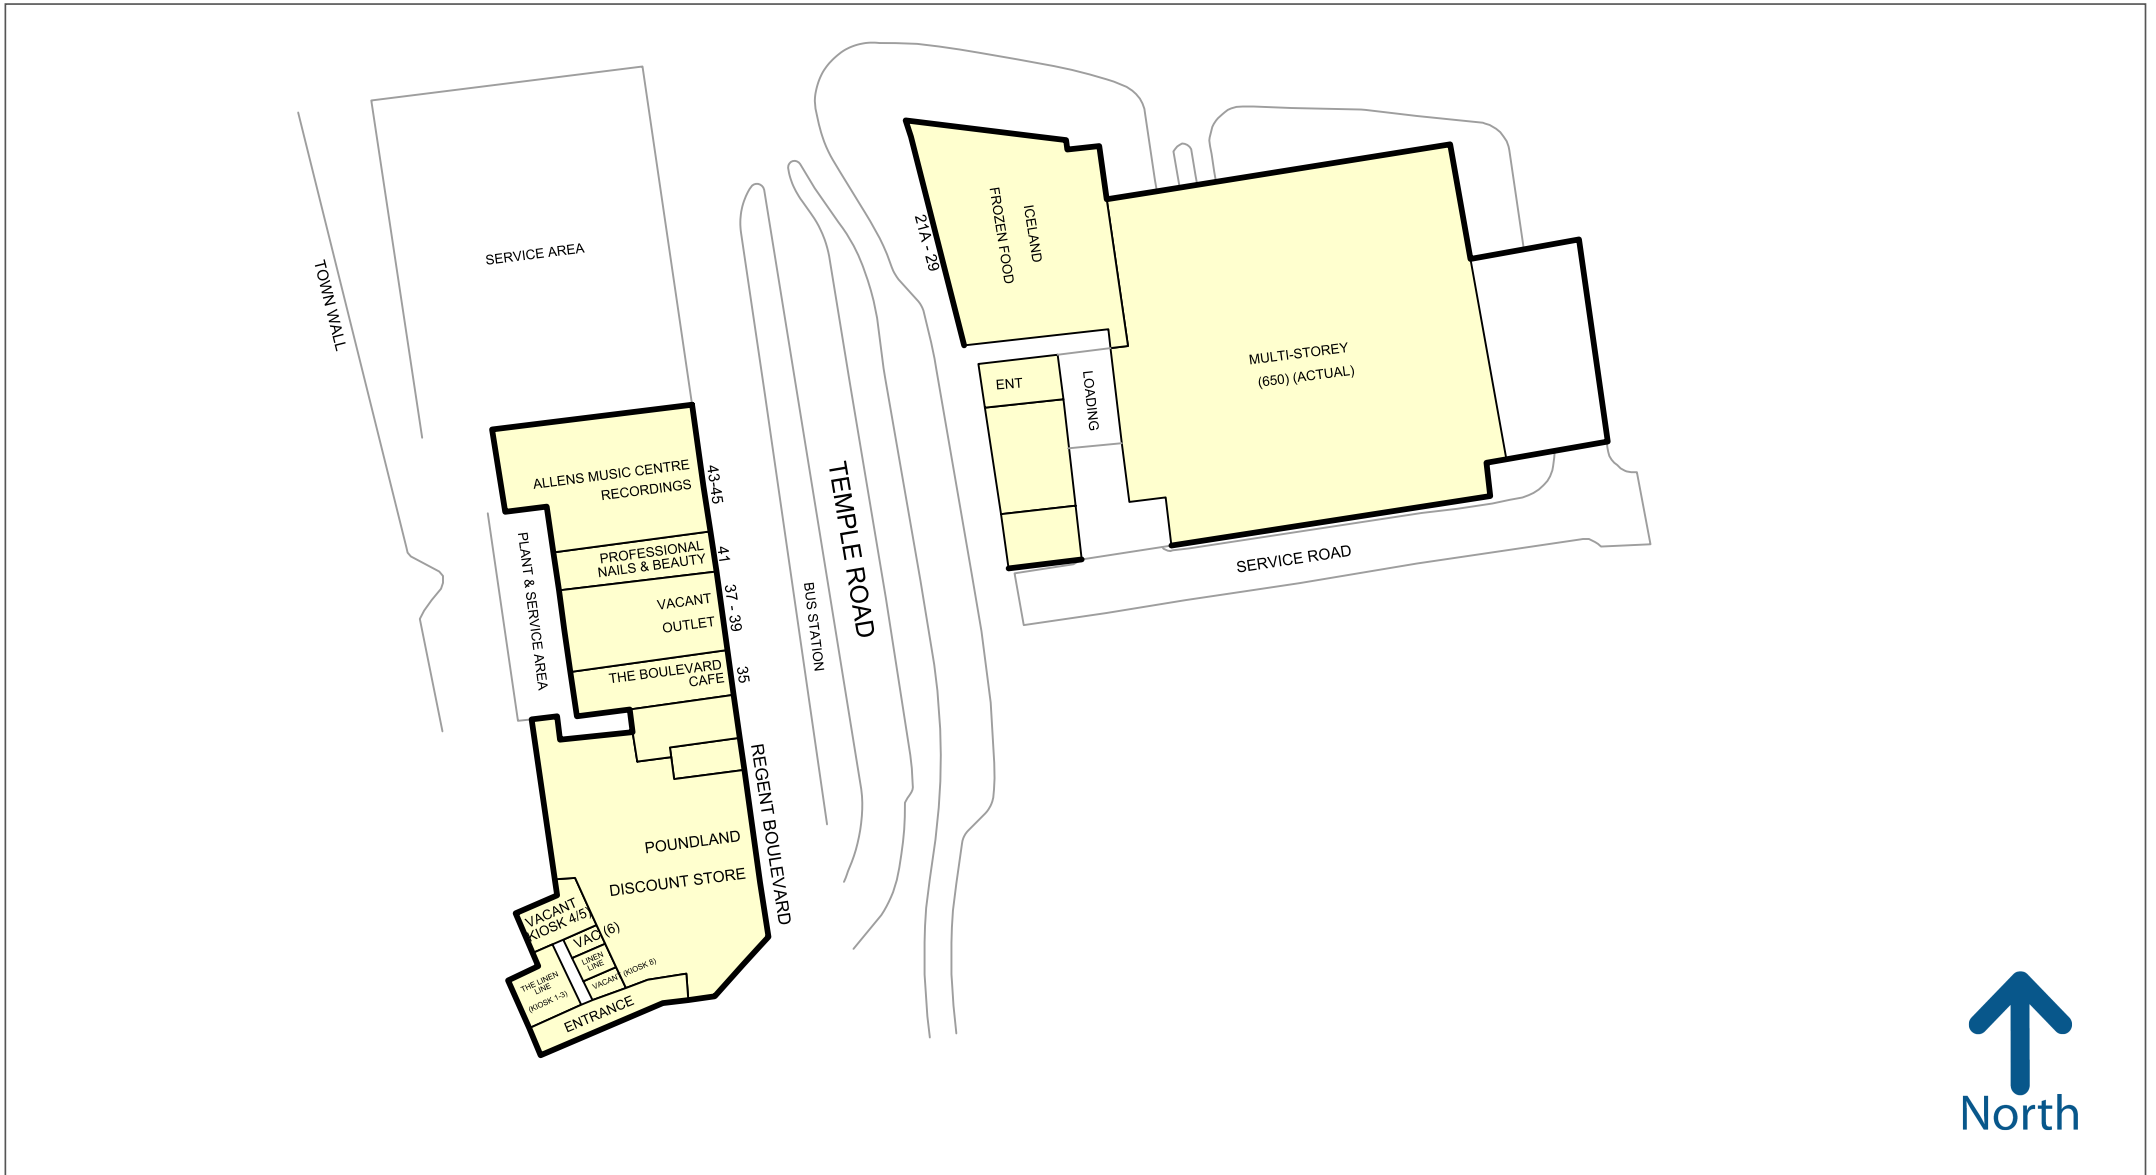 SERVICE AREA
TOWN WALL
21A - 29
ICELAND
FROZEN FOOD
MULTI-STOREY
(650) (ACTUAL)
ENT
LOADING
SERVICE ROAD
ALLENS MUSIC CENTRE
RECORDINGS
43-45
PROFESSIONAL
NAILS & BEAUTY
41
VACANT
OUTLET
37 - 39
THE BOULEVARD
CAFE
35
PLANT & SERVICE AREA
TEMPLE ROAD
BUS STATION
REGENT BOULEVARD
POUNDLAND
DISCOUNT STORE
VACANT
(KIOSK 4/5)
VAC (6)
LINEN
LINE
VACANT (KIOSK 8)
THE LINEN
LINE
(KIOSK 1-3)
ENTRANCE
North